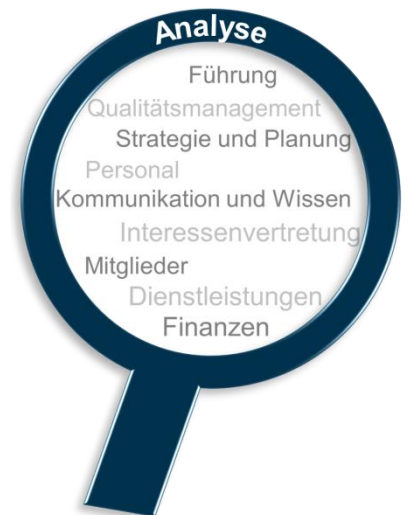 Analyse
Führung
Qualitätsmanagement
Strategie und Planung
Personal
Kommunikation und Wissen
Interessenvertretung
Mitglieder
Dienstleistungen
Finanzen